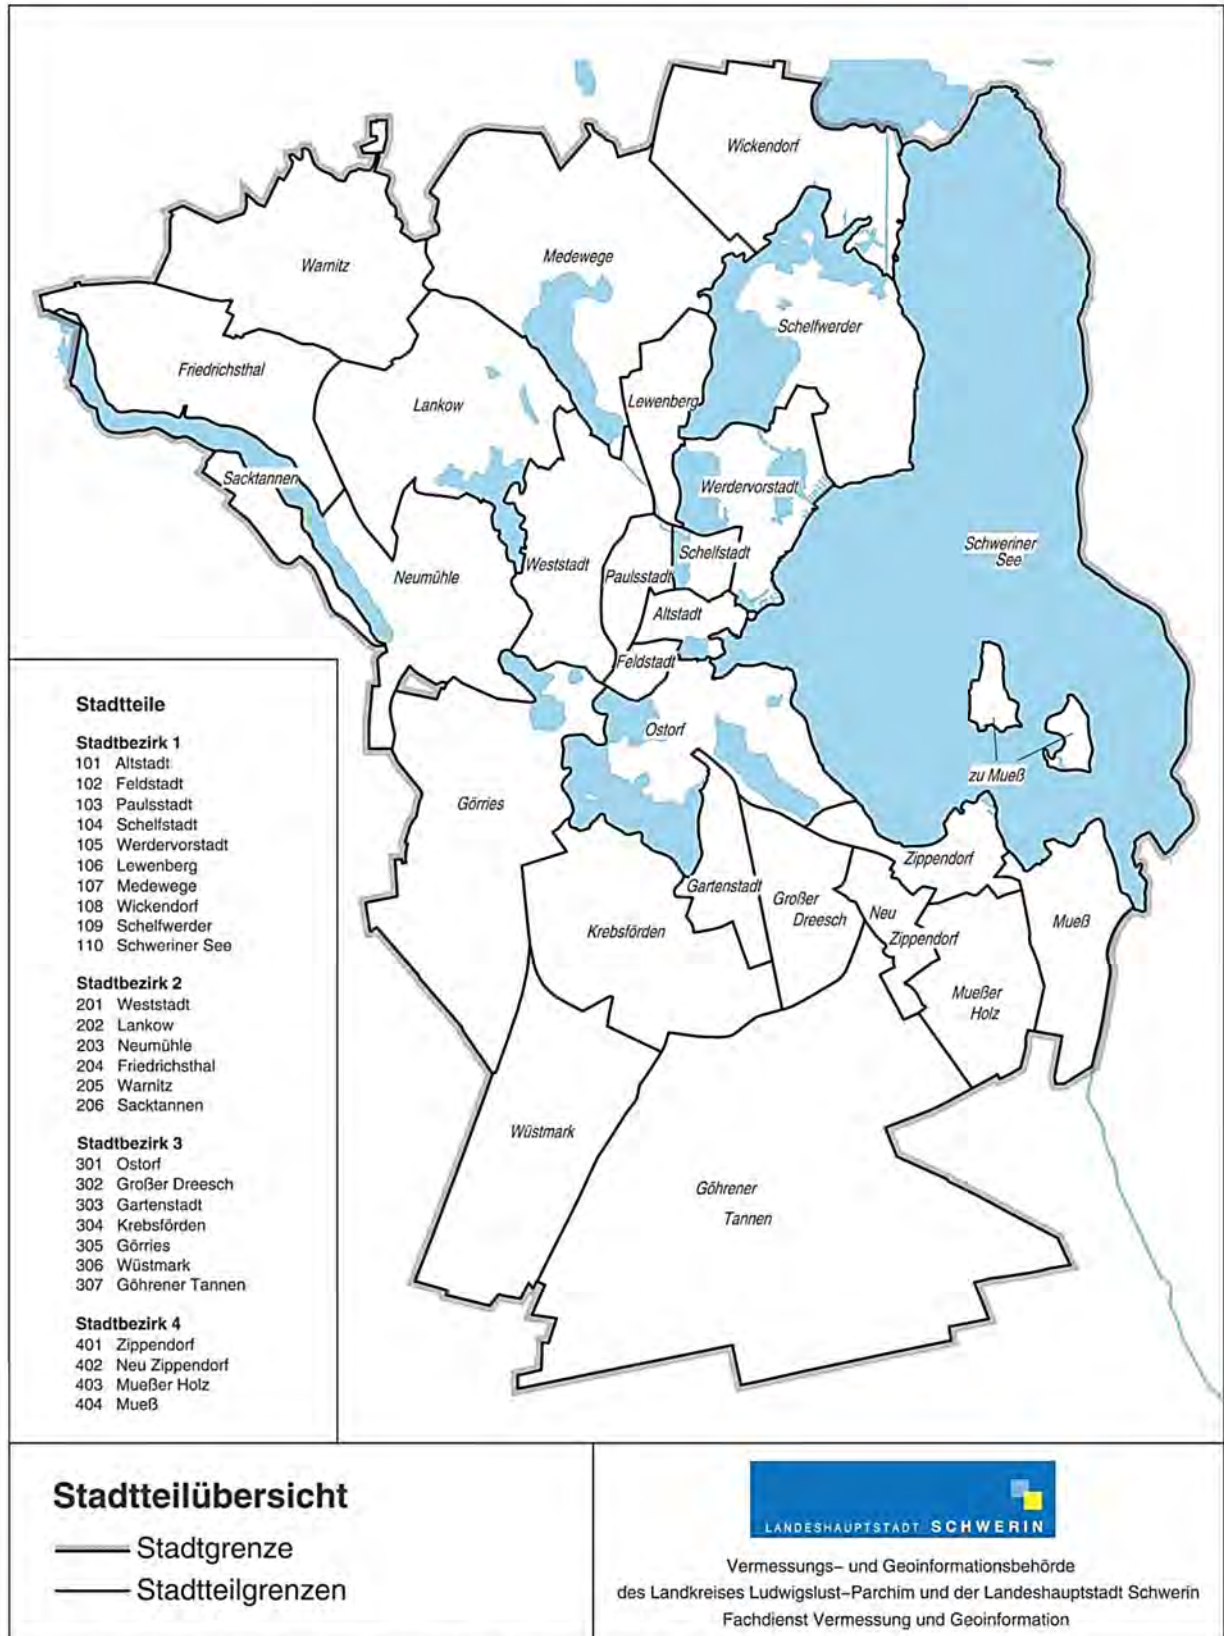 Wickendorf
Warnitz
Medewege
Schelfwerder
Friedrichsthal
Lankow
Lewenberg
Sacktannen
Werdervorstadt
Schweriner
See
Schelfstadt
Weststadt
Paulsstadt
Neumühle
Altstadt
Feldstadt
Ostorf
zu Mueß
Görries
Zippendorf
Gartenstadt
Großer
Dreesch
Neu
Zippendorf
Mueß
Krebsförden
Mueßer
Holz
Wüstmark
Göhrener
Tannen
Stadtteile
Stadtbezirk 1
101 Altstadt
102 Feldstadt
103 Paulsstadt
104 Schelfstadt
105 Werdervorstadt
106 Lewenberg
107 Medewege
108 Wickendorf
109 Schelfwerder
110 Schweriner See
Stadtbezirk 2
201 Weststadt
202 Lankow
203 Neumühle
204 Friedrichsthal
205 Warnitz
206 Sacktannen
Stadtbezirk 3
301 Ostorf
302 Großer Dreesch
303 Gartenstadt
304 Krebsförden
305 Görries
306 Wüstmark
307 Göhrener Tannen
Stadtbezirk 4
401 Zippendorf
402 Neu Zippendorf
403 Mueßer Holz
404 Mueß
Stadtteilübersicht
Stadtgrenze
Stadtteilgrenzen
LANDESHAUPTSTADT SCHWERIN
Vermessungs– und Geoinformationsbehörde
des Landkreises Ludwigslust–Parchim und der Landeshauptstadt Schwerin
Fachdienst Vermessung und Geoinformation